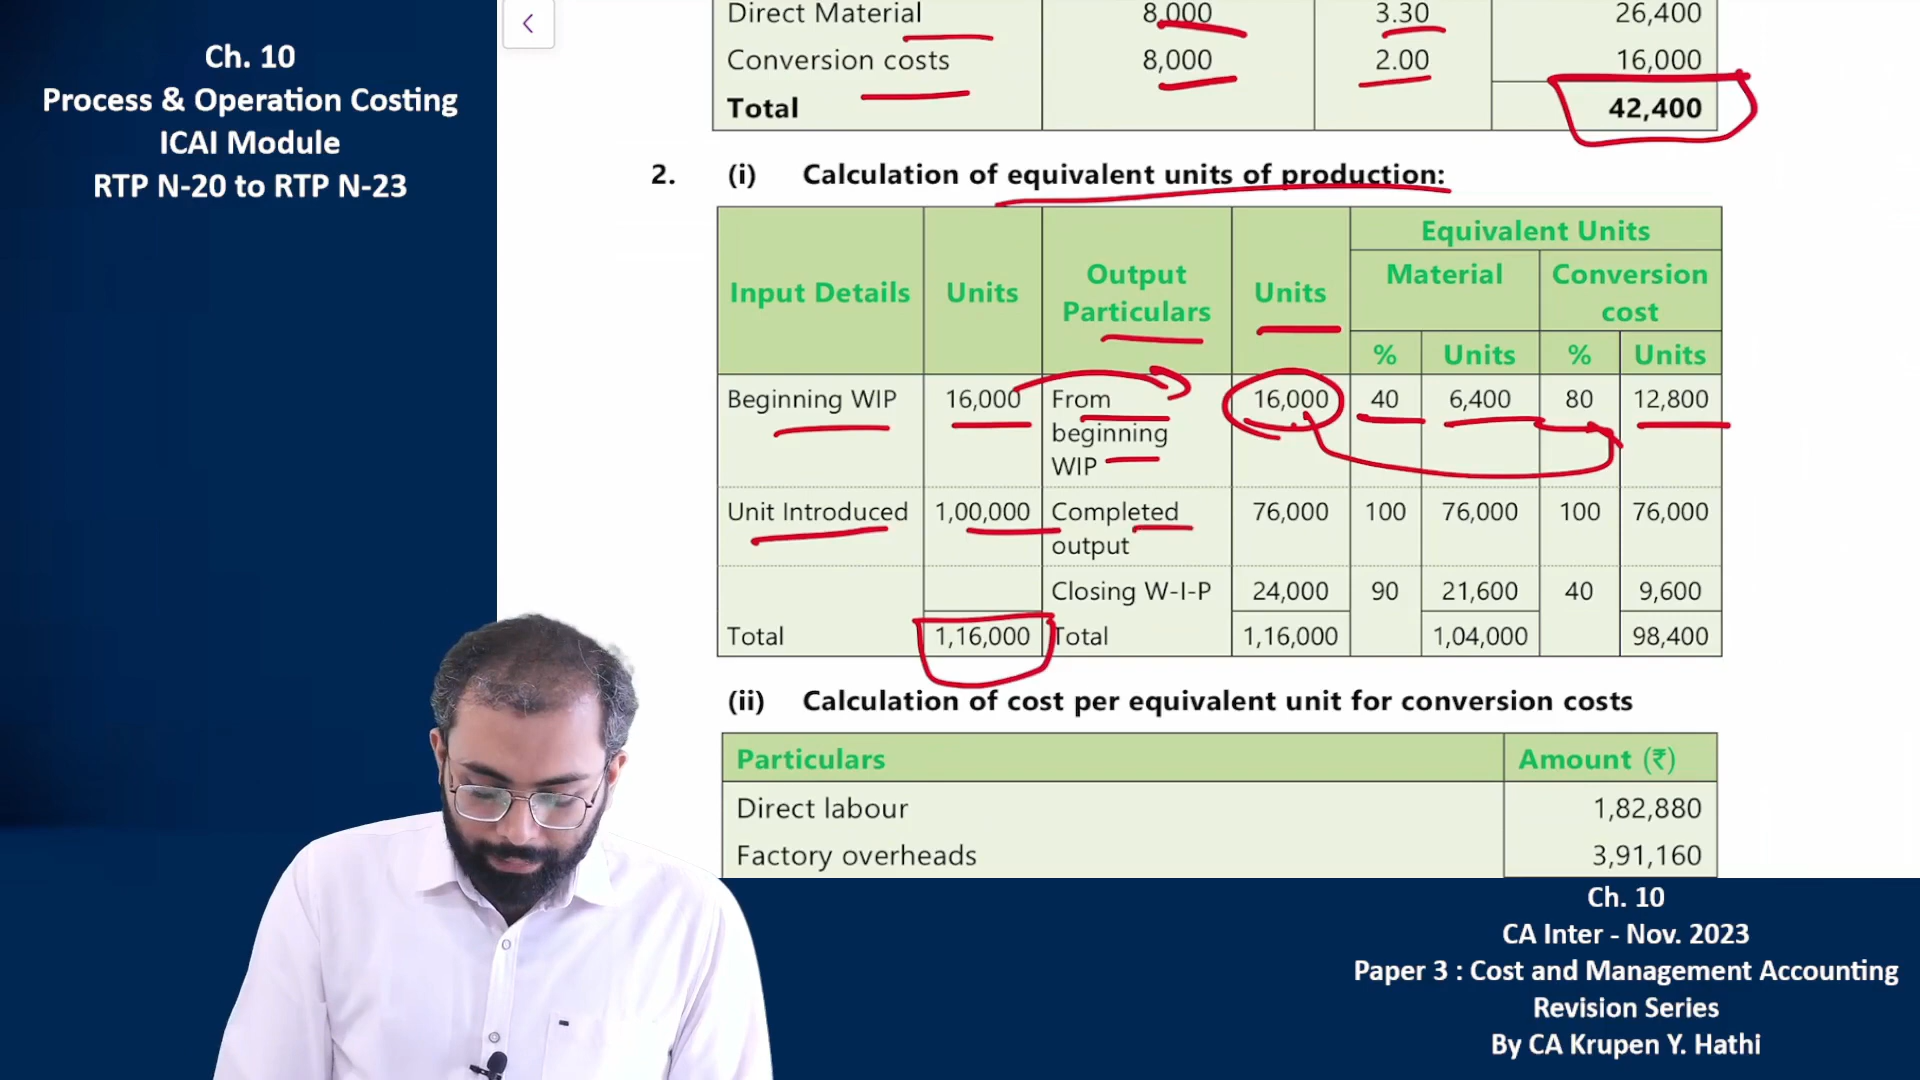 Ch. 10
Process & Operation Costing
ICAI Module
RTP N-20 to RTP N-23
Direct Material 8,000 3.30 26,400
Conversion costs 8,000 2.00 16,000
Total 42,400
2. (i) Calculation of equivalent units of production:
Input Details Units Output Particulars Units Equivalent Units
Material Conversion cost
% Units % Units
Beginning WIP 16,000 From beginning WIP 16,000 40 6,400 80 12,800
Unit Introduced 1,00,000 Completed output 76,000 100 76,000 100 76,000
Closing W-I-P 24,000 90 21,600 40 9,600
Total 1,16,000 Total 1,16,000 1,04,000 98,400
(ii) Calculation of cost per equivalent unit for conversion costs
Particulars Amount (₹)
Direct labour 1,82,880
Factory overheads 3,91,160
Ch. 10
CA Inter - Nov. 2023
Paper 3 : Cost and Management Accounting
Revision Series
By CA Krupen Y. Hathi